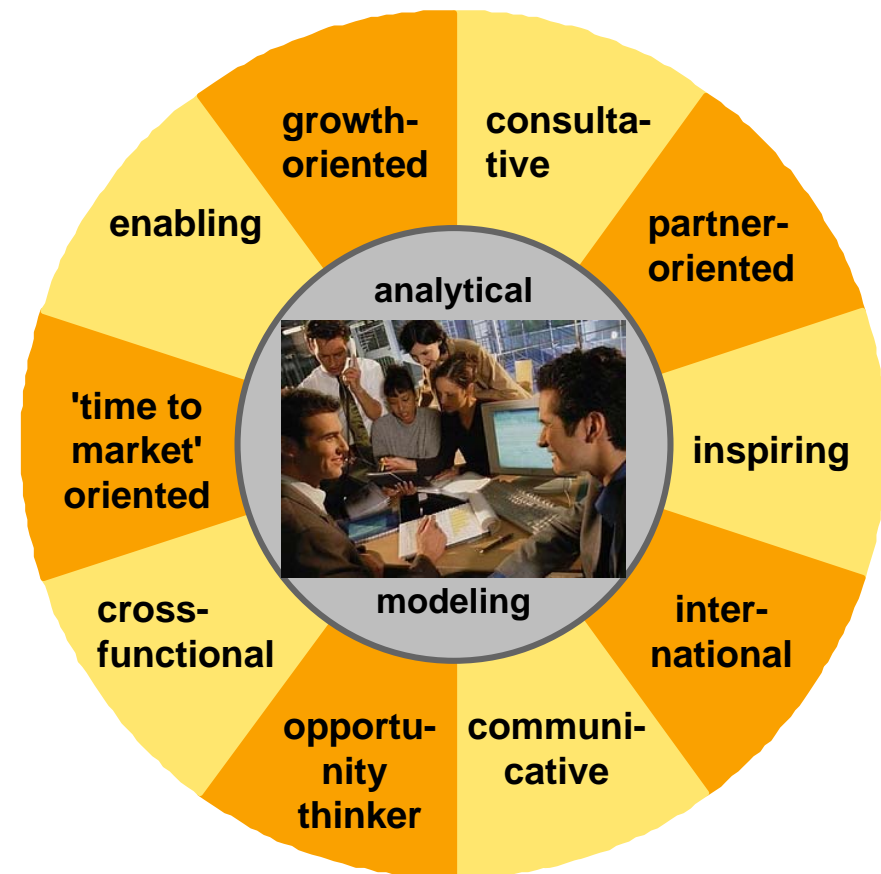 growth-
oriented
consulta-
tive
partner-
oriented
inspiring
inter-
national
communi-
cative
opportu-
nity
thinker
cross-
functional
'time to
market'
oriented
enabling
analytical
modeling